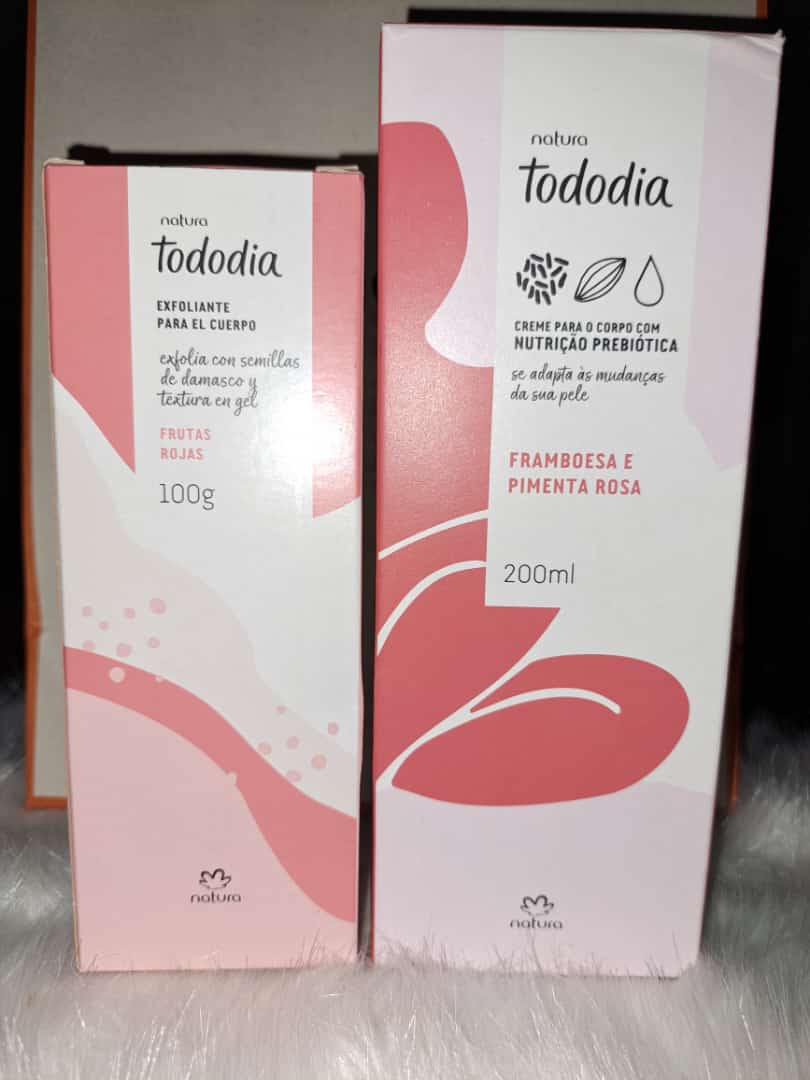 natura
tododia
EXFOLIANTE
PARA EL CUERPO
exfolia con semillas
de damasco y
textura en gel
FRUTAS
ROJAS
100g
natura
natura
tododia
CREME PARA O CORPO COM
NUTRIÇÃO PREBIÓTICA
se adapta às mudanças
da sua pele
FRAMBOESA E
PIMENTA ROSA
200ml
natura